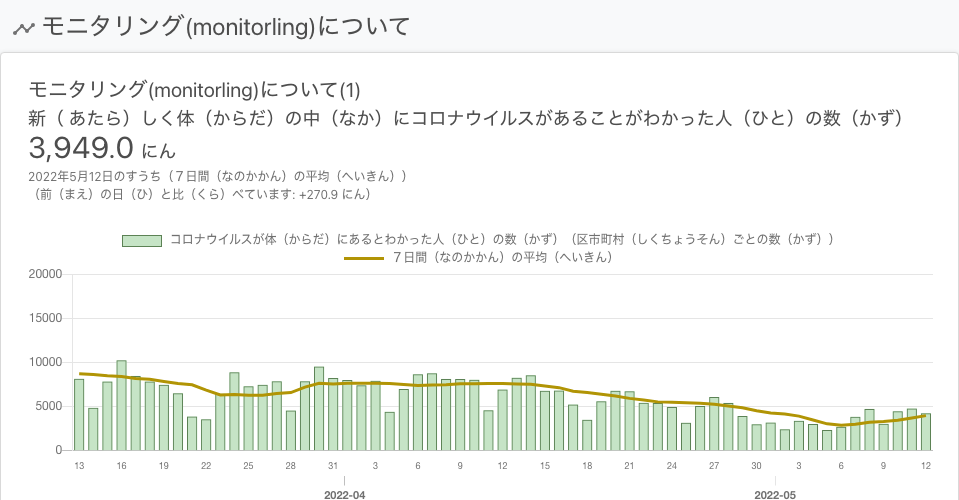 モニタリング(monitorling)について
モニタリング(monitorling)について(1)
新（ あたら）しく体（からだ）の中（なか）にコロナウイルスがあることがわかった人（ひと）の数（かず）
3,949.0 にん
2022年5月12日のすうち（７日間（なのかかん）の平均（へいきん））
（前（まえ）の日（ひ）と比（くら）べています: +270.9 にん）
コロナウイルスが体（からだ）にあるとわかった人（ひと）の数（かず）（区市町村（しくちょうそん）ごとの数（かず））
７日間（なのかかん）の平均（へいきん）
20000
15000
10000
5000
0
13 16 19 22 25 28 31 3 6 9 12 15 18 21 24 27 30 3 6 9 12
2022-04 2022-05